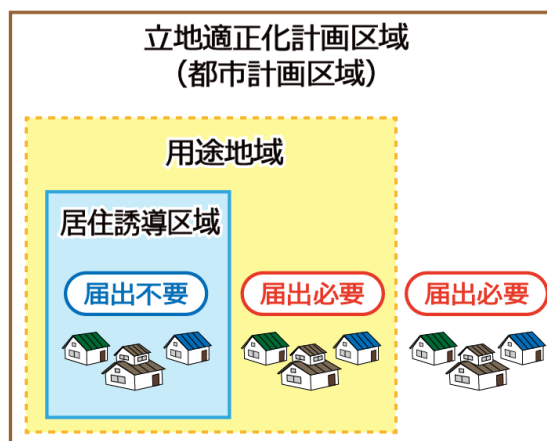 立地適正化計画区域
（都市計画区域）
用途地域
居住誘導区域
届出不要
届出必要
届出必要